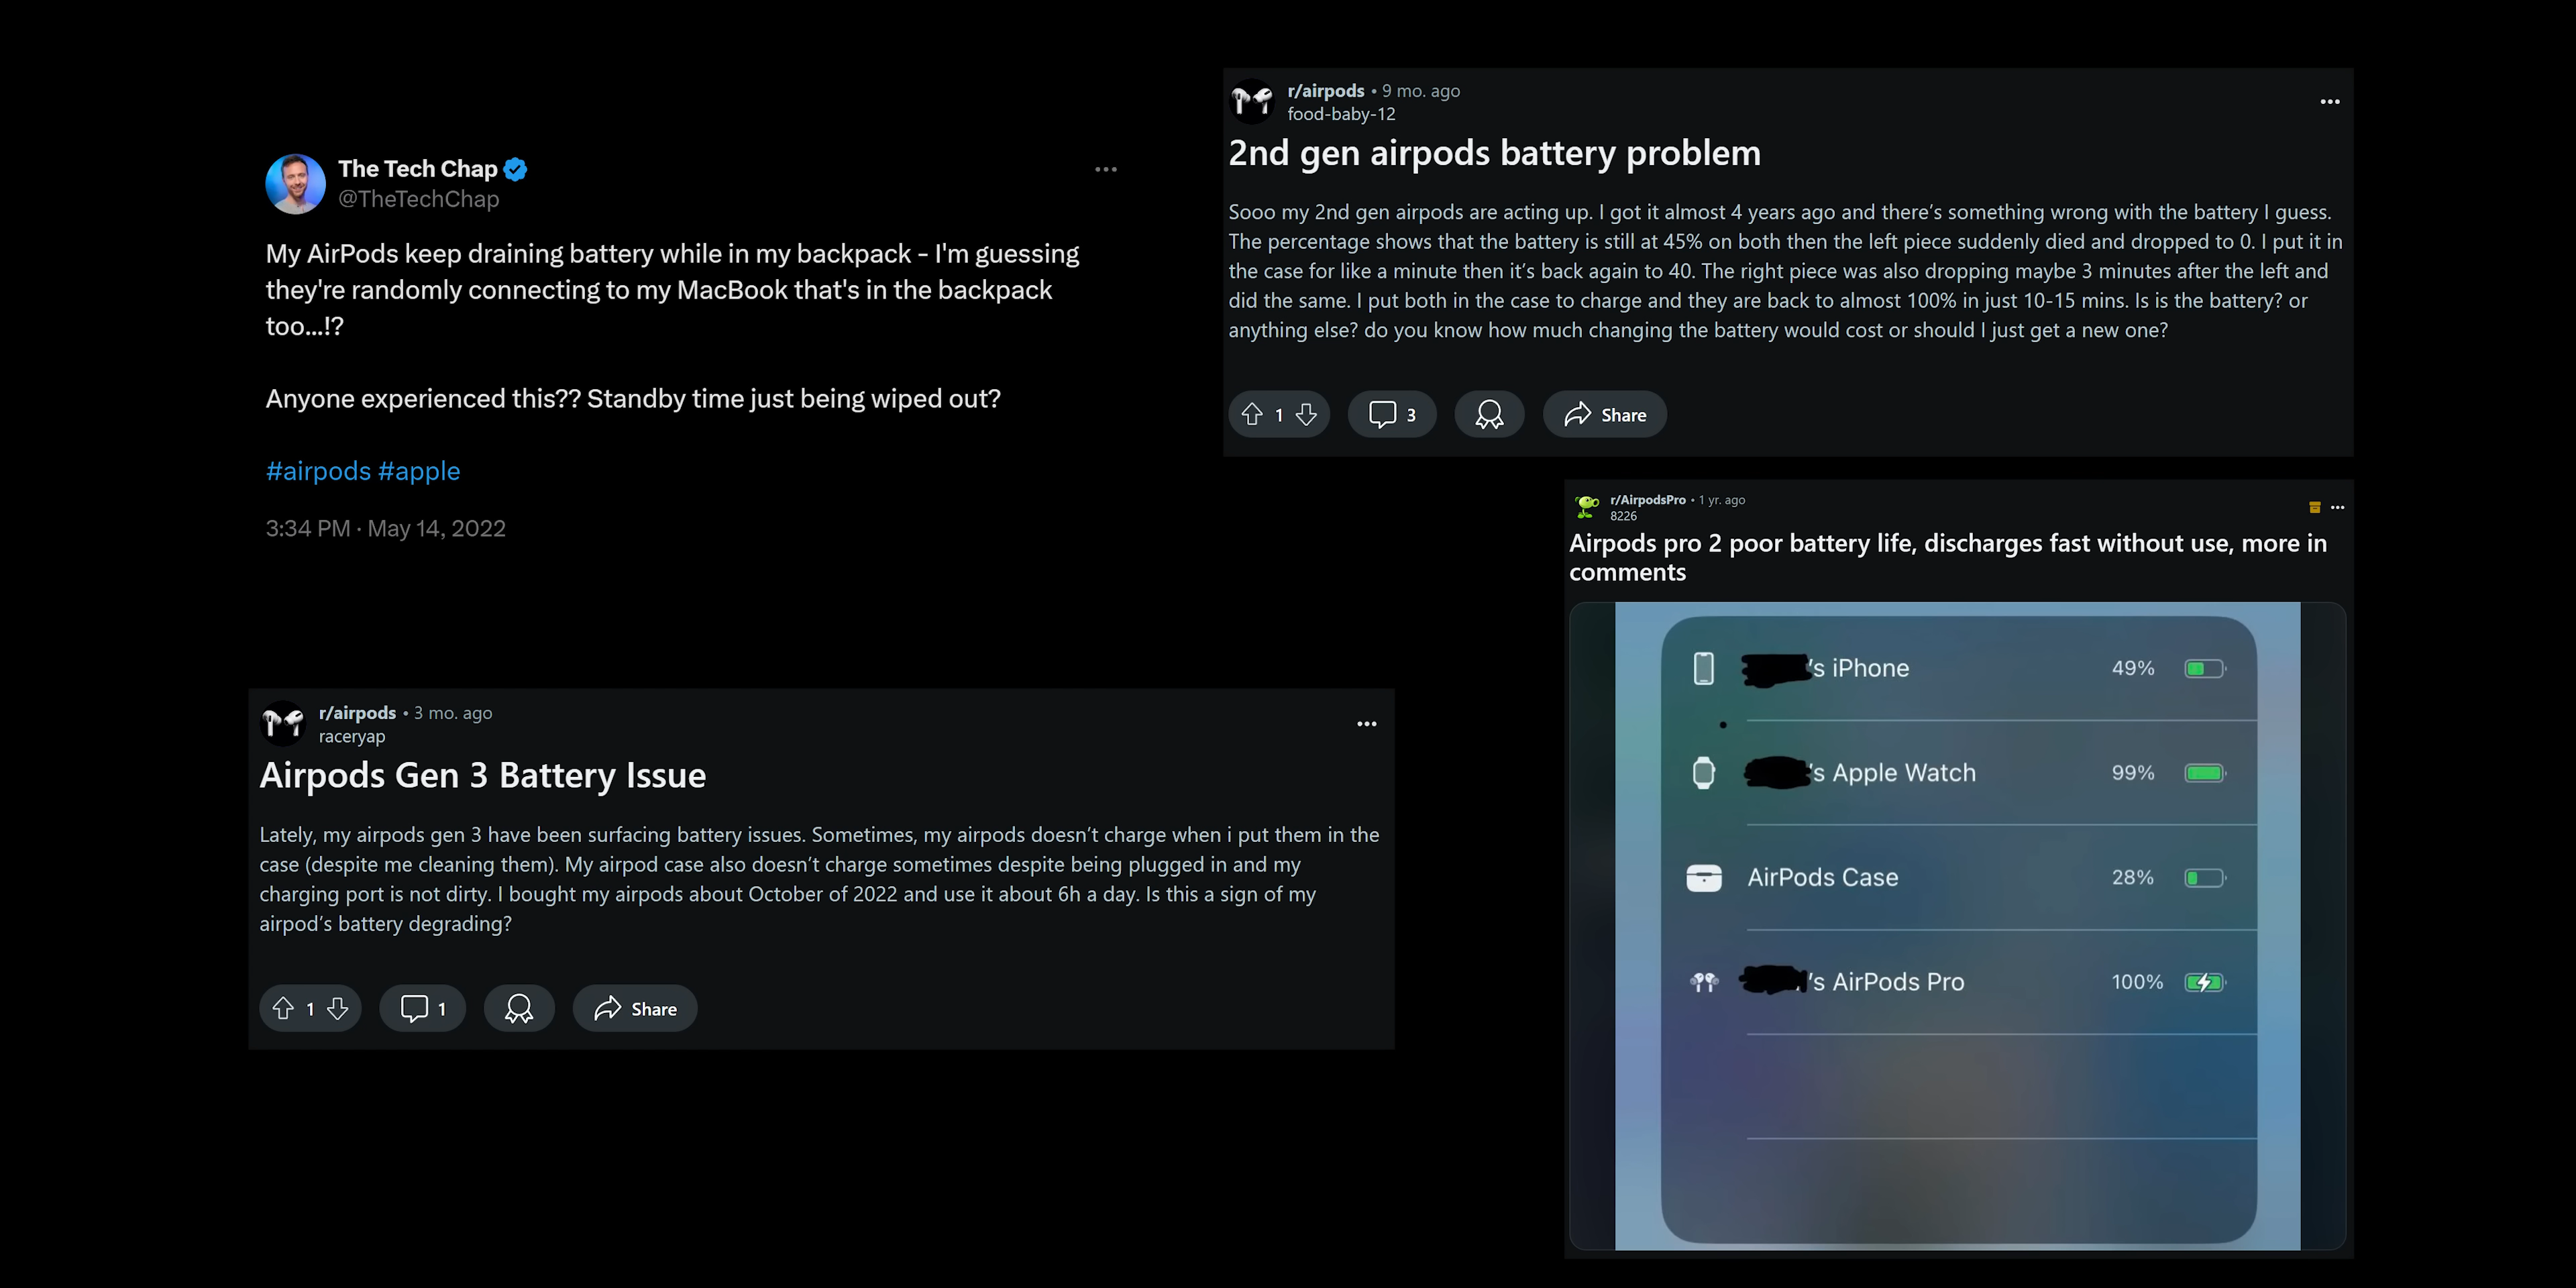 The Tech Chap
@TheTechChap
My AirPods keep draining battery while in my backpack - I'm guessing
they're randomly connecting to my MacBook that's in the backpack
too...!?
Anyone experienced this?? Standby time just being wiped out?
#airpods #apple
3:34 PM · May 14, 2022
r/airpods • 9 mo. ago
food-baby-12
2nd gen airpods battery problem
Sooo my 2nd gen airpods are acting up. I got it almost 4 years ago and there's something wrong with the battery I guess.
The percentage shows that the battery is still at 45% on both then the left piece suddenly died and dropped to 0. I put it in
the case for like a minute then it's back again to 40. The right piece was also dropping maybe 3 minutes after the left and
did the same. I put both in the case to charge and they are back to almost 100% in just 10-15 mins. Is is the battery? or
anything else? do you know how much changing the battery would cost or should I just get a new one?
1
3
Share
r/airpods • 3 mo. ago
raceryap
Airpods Gen 3 Battery Issue
Lately, my airpods gen 3 have been surfacing battery issues. Sometimes, my airpods doesn't charge when i put them in the
case (despite me cleaning them). My airpod case also doesn't charge sometimes despite being plugged in and my
charging port is not dirty. I bought my airpods about October of 2022 and use it about 6h a day. Is this a sign of my
airpod's battery degrading?
1
1
Share
r/AirpodsPro • 1 yr. ago
8226
Airpods pro 2 poor battery life, discharges fast without use, more in
comments
's iPhone 49%
's Apple Watch 99%
AirPods Case 28%
's AirPods Pro 100%